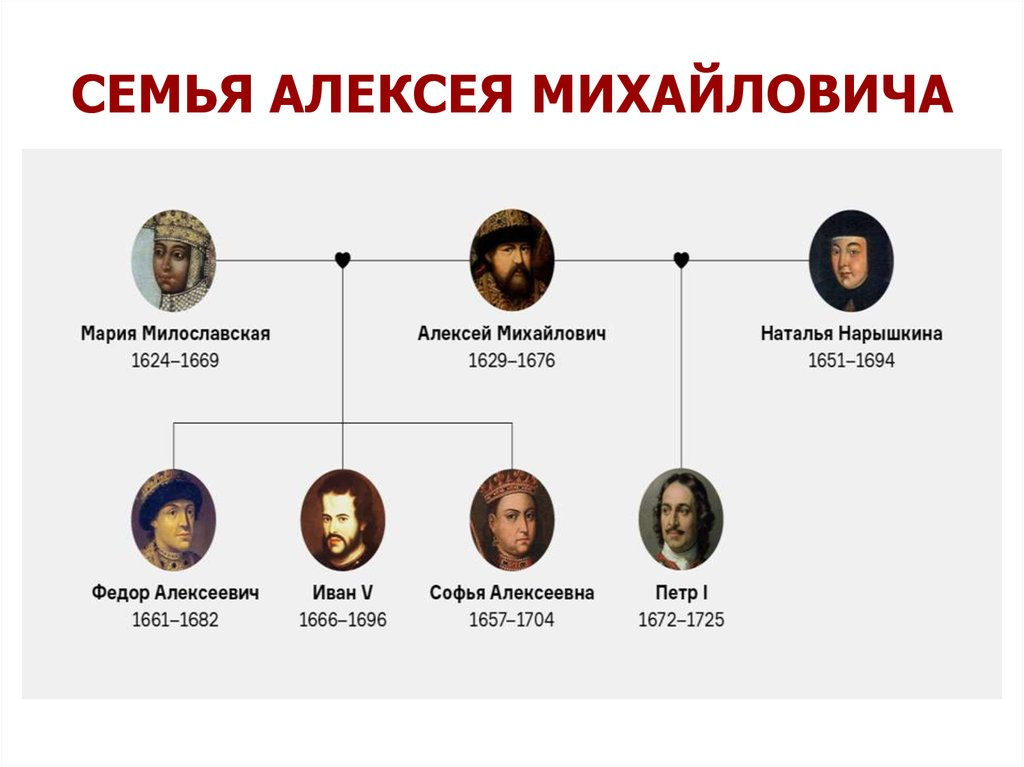 СЕМЬЯ АЛЕКСЕЯ МИХАЙЛОВИЧА
Мария Милославская
1624–1669
Алексей Михайлович
1629–1676
Наталья Нарышкина
1651–1694
Федор Алексеевич
1661–1682
Иван V
1666–1696
Софья Алексеевна
1657–1704
Петр I
1672–1725